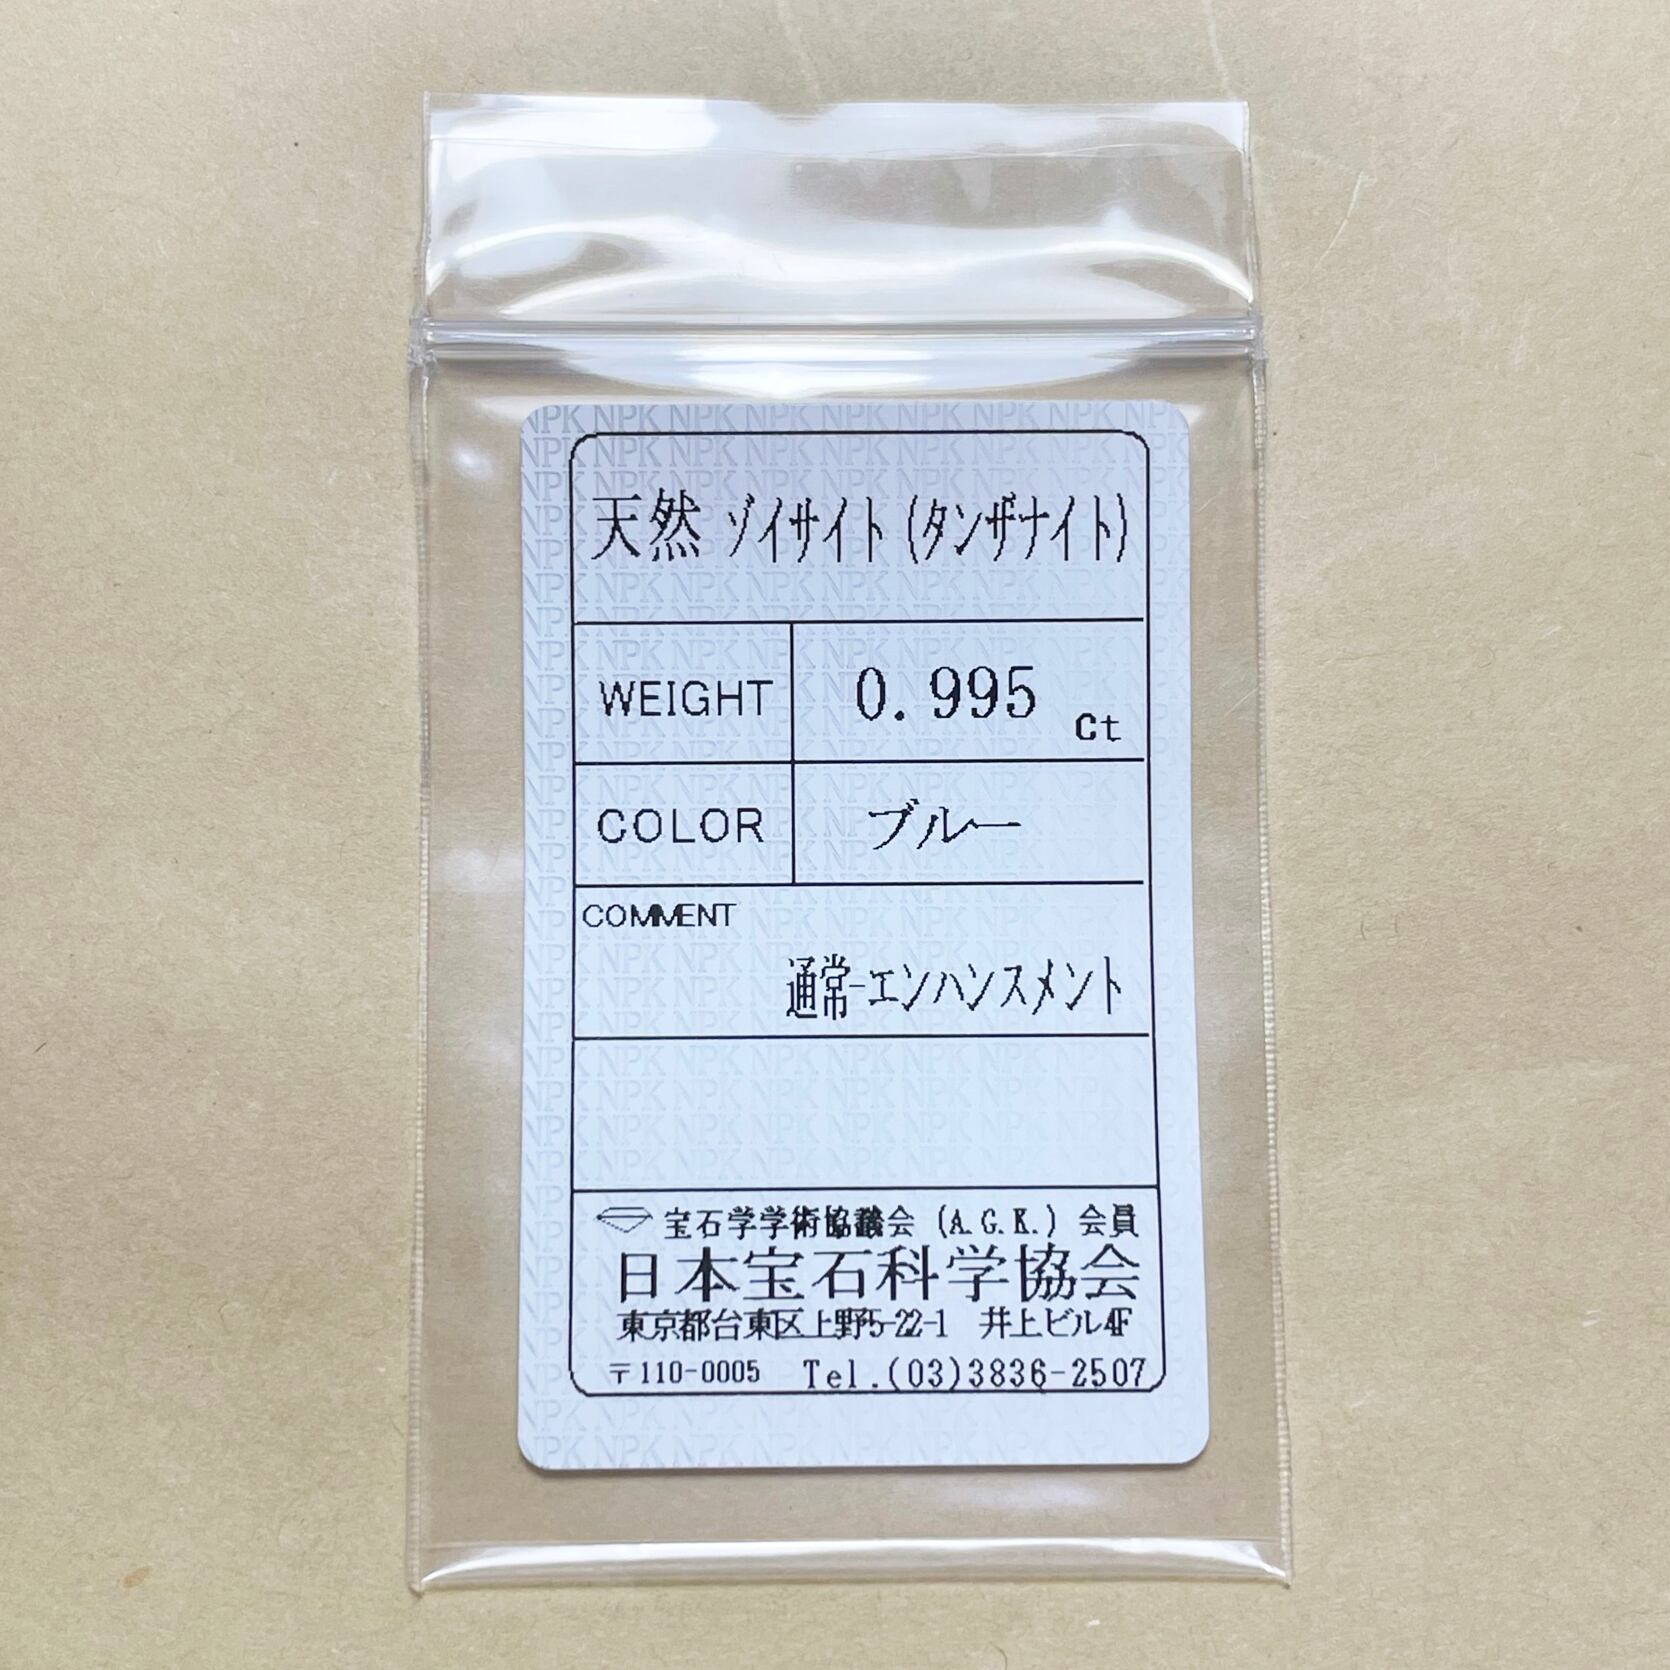 天然 ゾイサイト (タンザナイト)
WEIGHT 0.995 ct
COLOR ブルー
COMMENT
通常-エンハンスメント
宝石学学術協議会 (A.G.K.) 会員
日本宝石科学協会
東京都台東区上野5-22-1 井上ビル4F
〒110-0005 Tel.(03)3836-2507